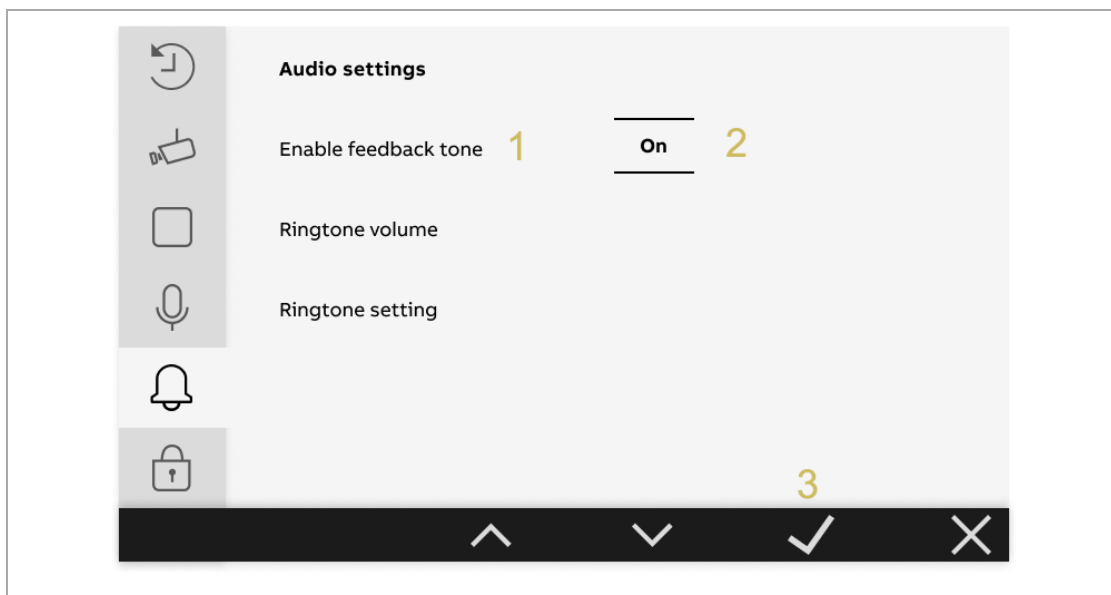 Audio settings
Enable feedback tone 1 On 2
Ringtone volume
Ringtone setting
3